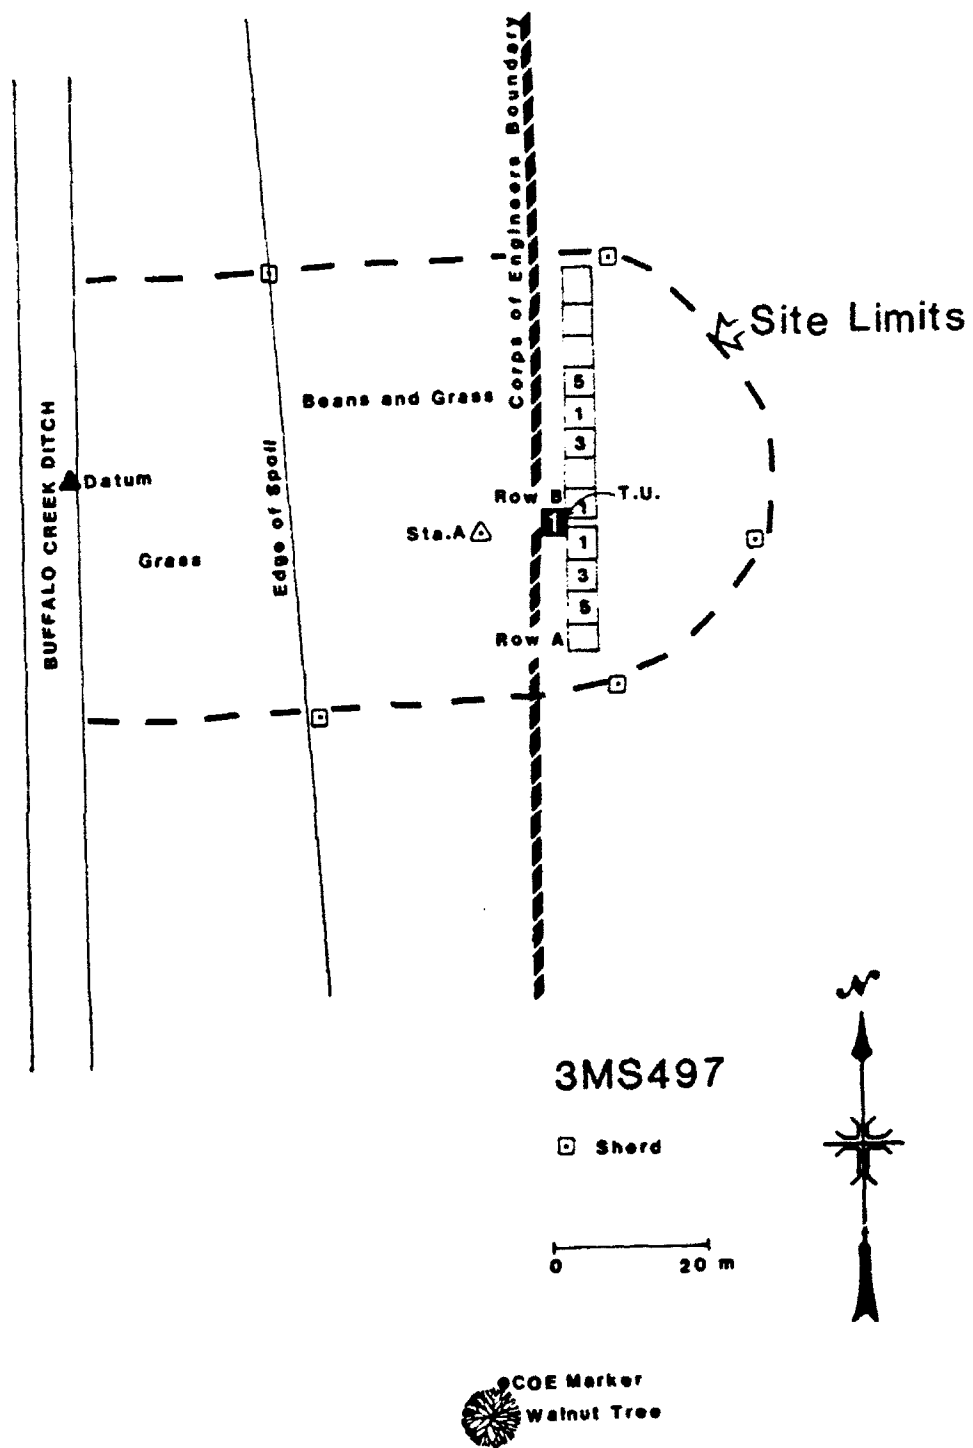 Corps of Engineers Boundary
Site Limits
5
Beans and Grass
1
3
BUFFALO CREEK DITCH
Datum
Edge of Spoil
Row B
T.U.
1
1
Sta.A
1
Grass
3
5
Row A
N
3MS497
Sherd
0 20 m
COE Marker
Walnut Tree